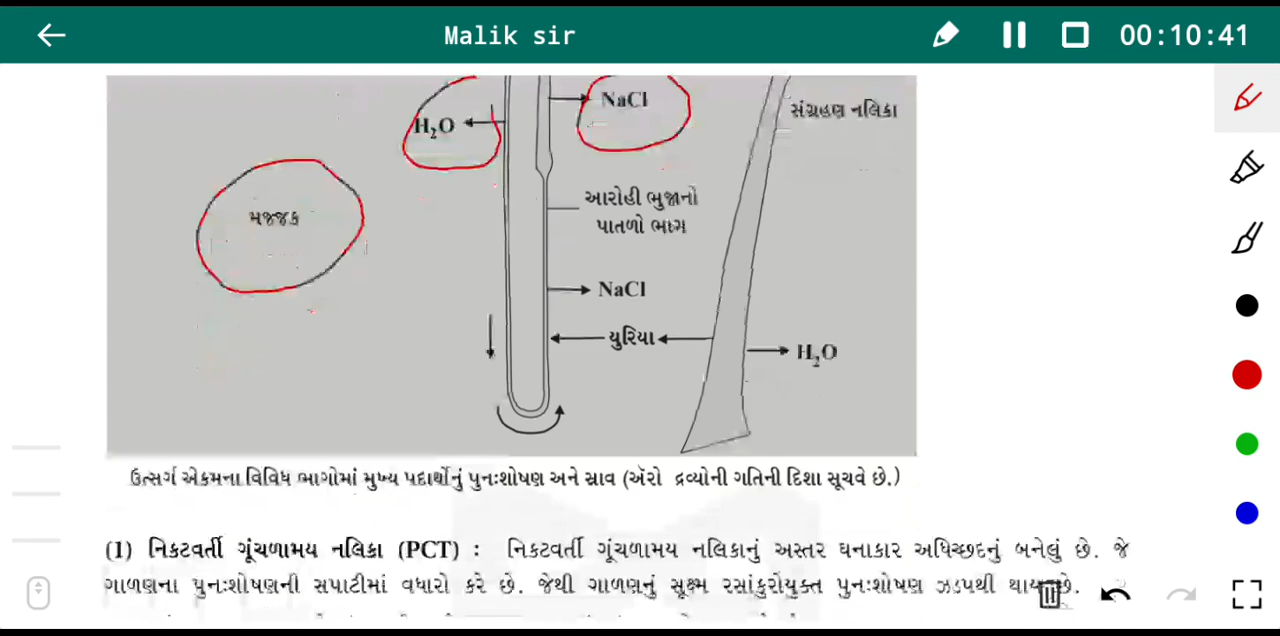 Malik sir
00:10:41
NaCl
સંગ્રહણ નલિકા
H₂O
આરોહી ભુજાનો
પાતળો ભાગ
મજ્જક
NaCl
યુરિયા
H₂O
ઉત્સર્ગ એકમના વિવિધ ભાગોમાં મુખ્ય પદાર્થોનું પુનઃશોષણ અને સ્રાવ (ઍરો દ્રવ્યોની ગતિની દિશા સૂચવે છે.)
(1) નિકટવર્તી ગૂંચળામય નલિકા (PCT) : નિકટવર્તી ગૂંચળામય નલિકાનું અસ્તર ઘનાકાર અધિચ્છદનું બનેલું છે. જે
ગાળણના પુનઃશોષણની સપાટીમાં વધારો કરે છે. જેથી ગાળણનું સૂક્ષ્મ રસાંકુરોયુક્ત પુનઃશોષણ ઝડપથી થાય છે.